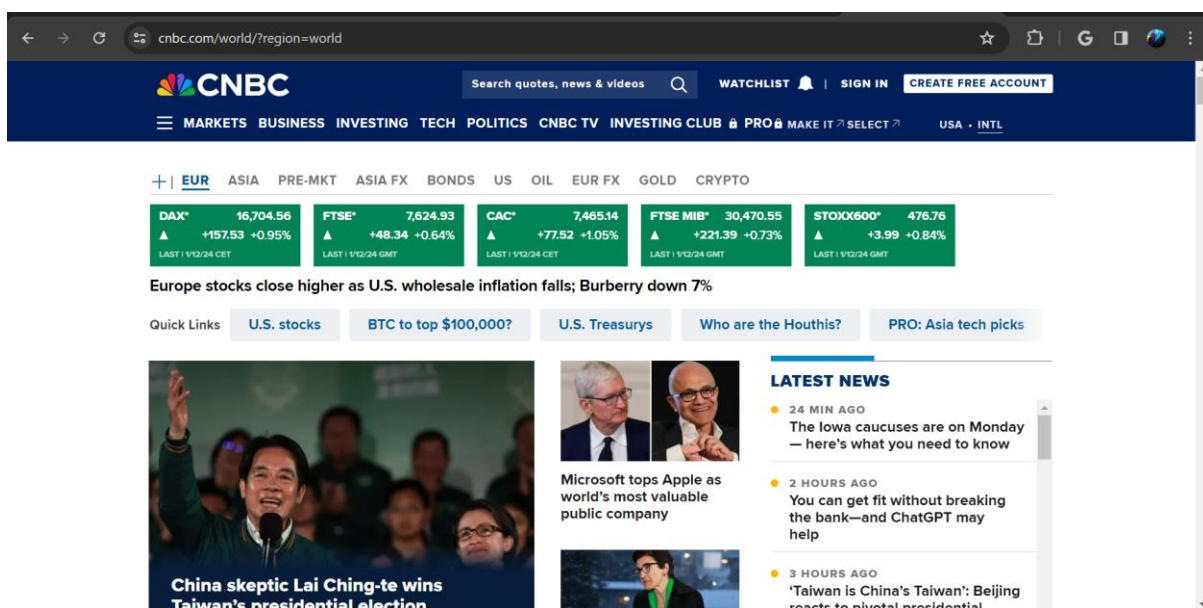 cnbc.com/world/?region=world
G
CNBC
Search quotes, news & videos
WATCHLIST | SIGN IN
CREATE FREE ACCOUNT
MARKETS BUSINESS INVESTING TECH POLITICS CNBC TV INVESTING CLUB PRO MAKE IT SELECT USA • INTL
+| EUR ASIA PRE-MKT ASIA FX BONDS US OIL EUR FX GOLD CRYPTO
DAX* 16,704.56
▲ +157.53 +0.95%
LAST | 1/12/24 CET
FTSE* 7,624.93
▲ +48.34 +0.64%
LAST | 1/12/24 GMT
CAC* 7,465.14
▲ +77.52 +1.05%
LAST | 1/12/24 CET
FTSE MIB* 30,470.55
▲ +221.39 +0.73%
LAST | 1/12/24 GMT
STOXX600* 476.76
▲ +3.99 +0.84%
LAST | 1/12/24 GMT
Europe stocks close higher as U.S. wholesale inflation falls; Burberry down 7%
Quick Links U.S. stocks BTC to top $100,000? U.S. Treasurys Who are the Houthis? PRO: Asia tech picks
China skeptic Lai Ching-te wins
Taiwan's presidential election
Microsoft tops Apple as
world's most valuable
public company
LATEST NEWS
24 MIN AGO
The Iowa caucuses are on Monday
— here's what you need to know
2 HOURS AGO
You can get fit without breaking
the bank—and ChatGPT may
help
3 HOURS AGO
'Taiwan is China's Taiwan': Beijing
reacts to pivotal presidential